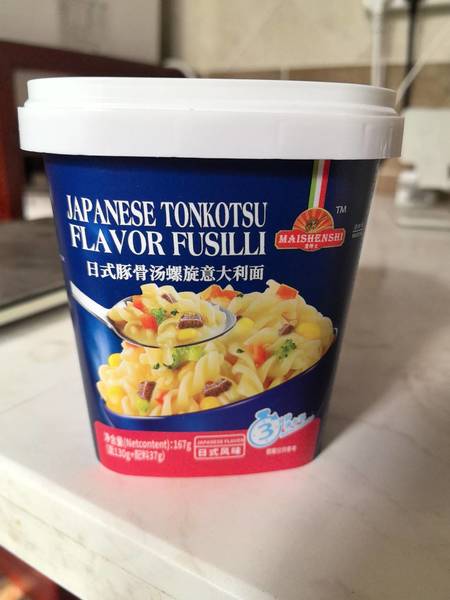 JAPANESE TONKOTSU
FLAVOR FUSILLI
日式豚骨汤螺旋意大利面
TM
MAISHENSHI
净含量(Netcontent):167g
(面130g+配料37g)
JAPANESE FLAVOR
日式风味
3